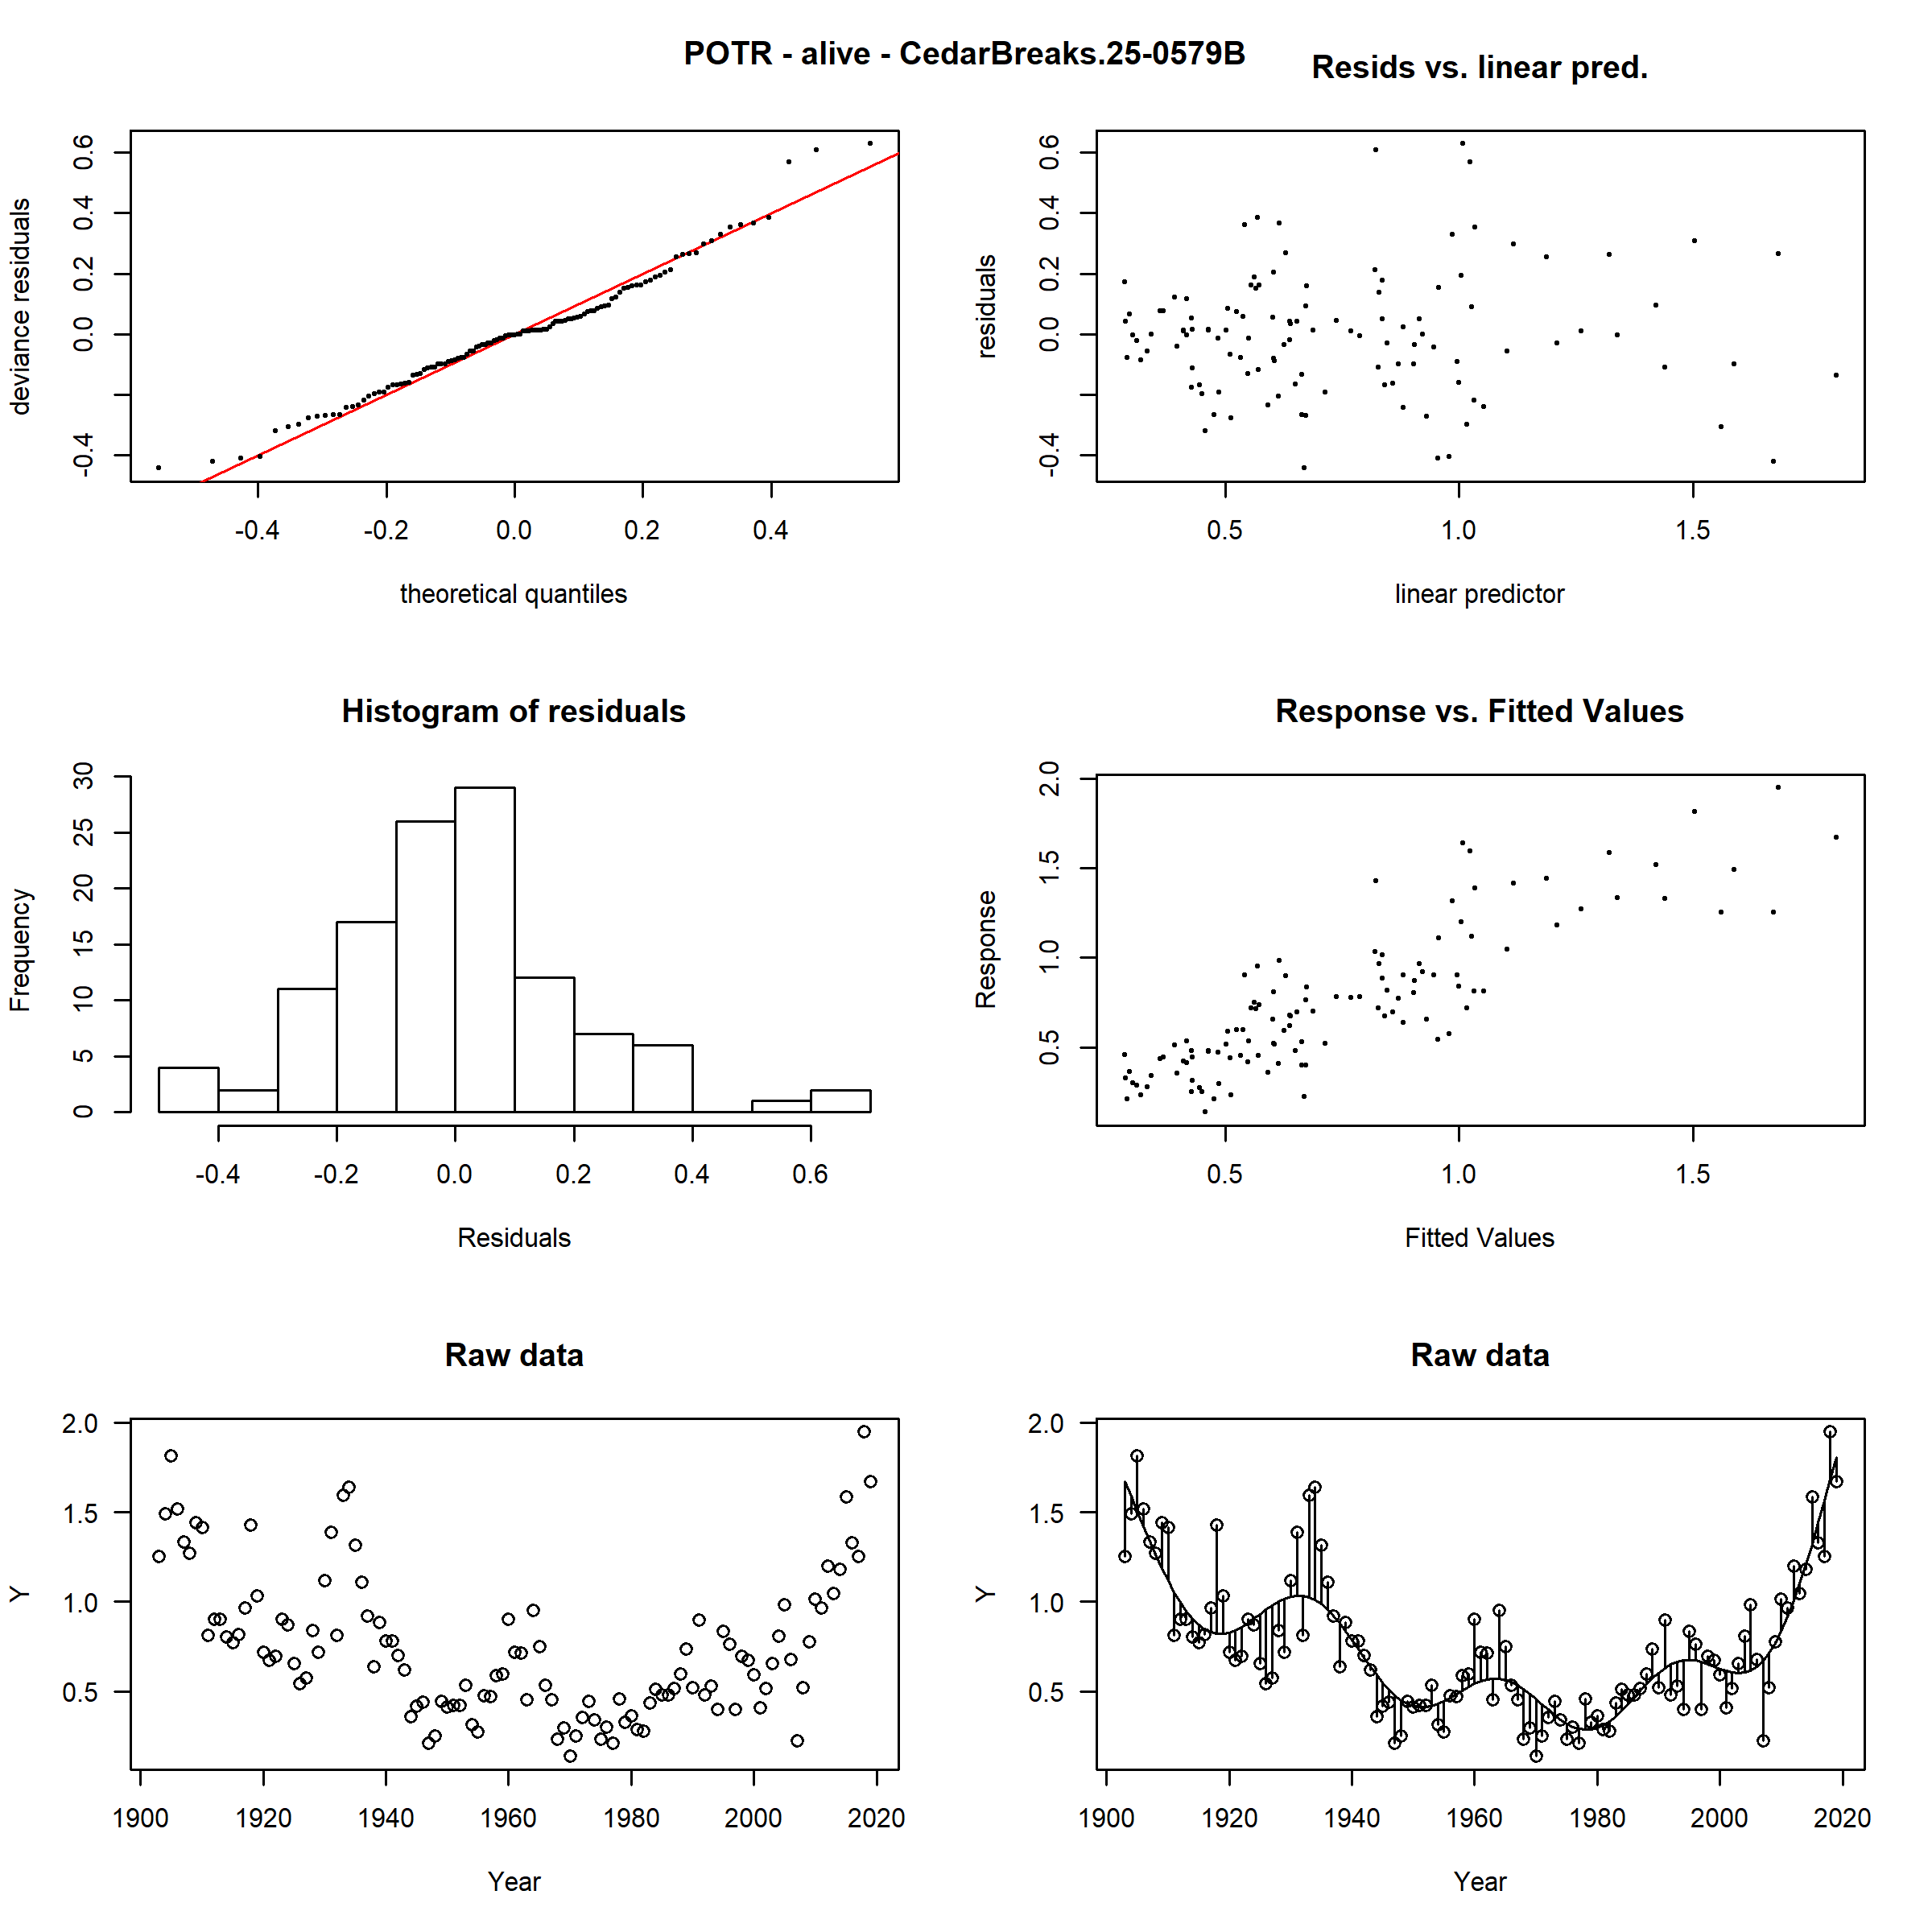 POTR - alive - CedarBreaks.25-0579B
Resids vs. linear pred.
deviance residuals
-0.4 0.0 0.2 0.4 0.6
-0.4 -0.2 0.0 0.2 0.4
theoretical quantiles
residuals
-0.4 0.0 0.2 0.4 0.6
0.5 1.0 1.5
linear predictor
Histogram of residuals
Frequency
0 5 10 15 20 25 30
-0.4 -0.2 0.0 0.2 0.4 0.6
Residuals
Response vs. Fitted Values
Response
0.5 1.0 1.5 2.0
0.5 1.0 1.5
Fitted Values
Raw data
Y
2.0
1.5
1.0
0.5
1900 1920 1940 1960 1980 2000 2020
Year
Raw data
Y
2.0
1.5
1.0
0.5
1900 1920 1940 1960 1980 2000 2020
Year